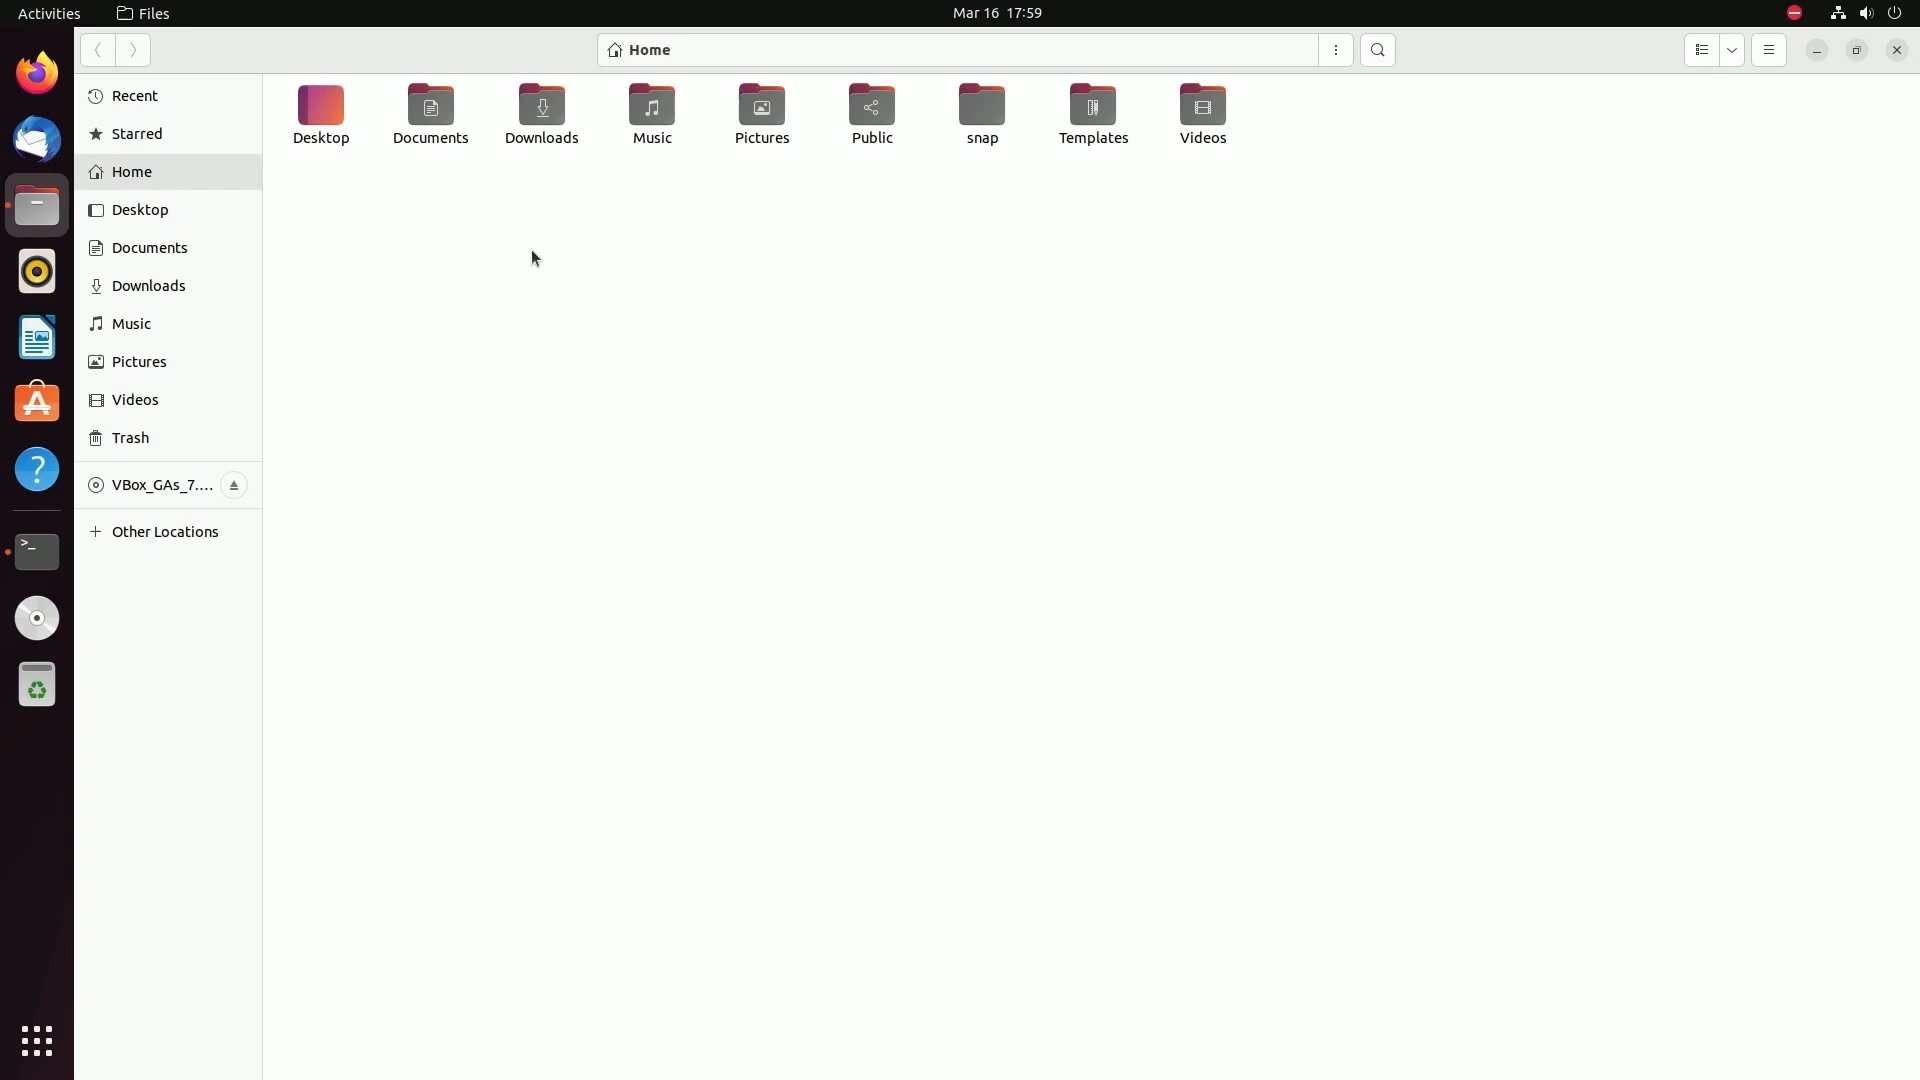 Activities Files Mar 16 17:59
Home
Recent
Starred
Home
Desktop
Documents
Downloads
Music
Pictures
Videos
Trash
VBox_GAs_7....
Other Locations
Desktop Documents Downloads Music Pictures Public snap Templates Videos